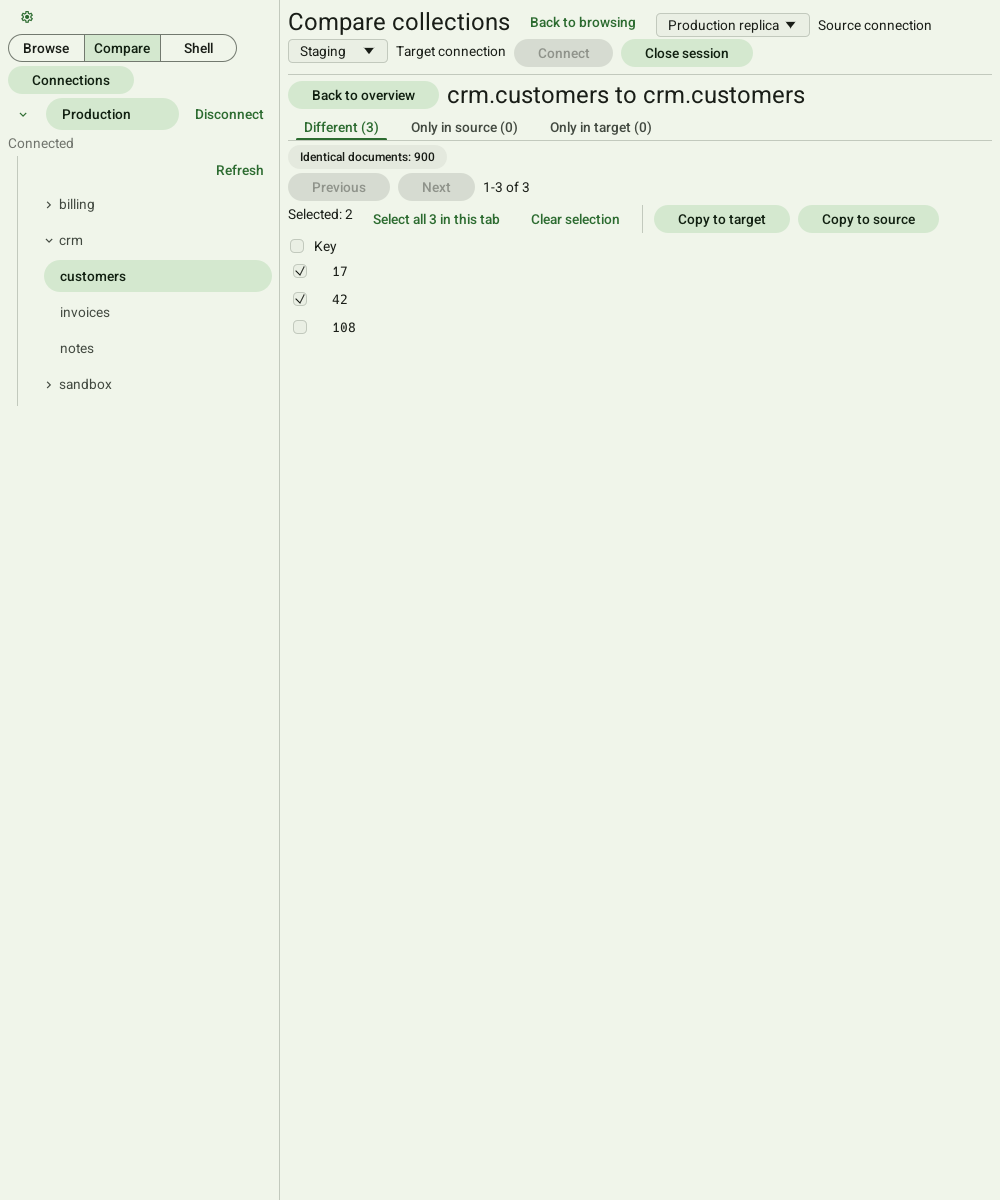 Browse Compare Shell
Connections
Production Disconnect
Connected
Refresh
billing
crm
customers
invoices
notes
sandbox
Compare collections Back to browsing Production replica Source connection
Staging Target connection Connect Close session
Back to overview crm.customers to crm.customers
Different (3) Only in source (0) Only in target (0)
Identical documents: 900
Previous Next 1-3 of 3
Selected: 2 Select all 3 in this tab Clear selection Copy to target Copy to source
Key
17
42
108